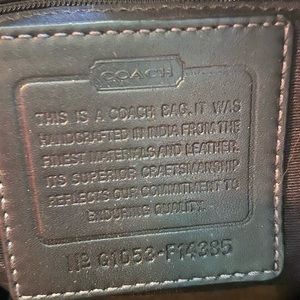 COACH
THIS IS A COACH BAG. IT WAS
HANDCRAFTED IN INDIA FROM THE
FINEST MATERIALS AND LEATHER.
ITS SUPERIOR CRAFTSMANSHIP
REFLECTS OUR COMMITMENT TO
ENDURING QUALITY.
Nº G1053-F14385